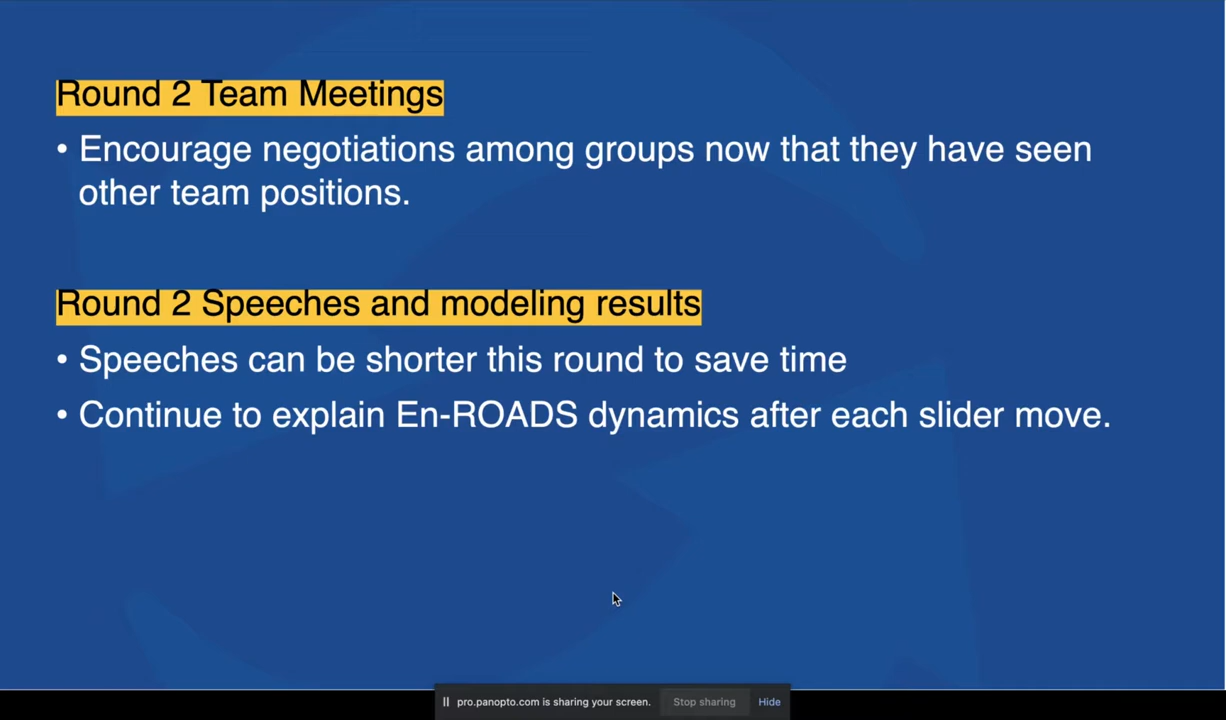 Round 2 Team Meetings
• Encourage negotiations among groups now that they have seen
other team positions.
Round 2 Speeches and modeling results
• Speeches can be shorter this round to save time
• Continue to explain En-ROADS dynamics after each slider move.
pro.panopto.com is sharing your screen. Stop sharing Hide